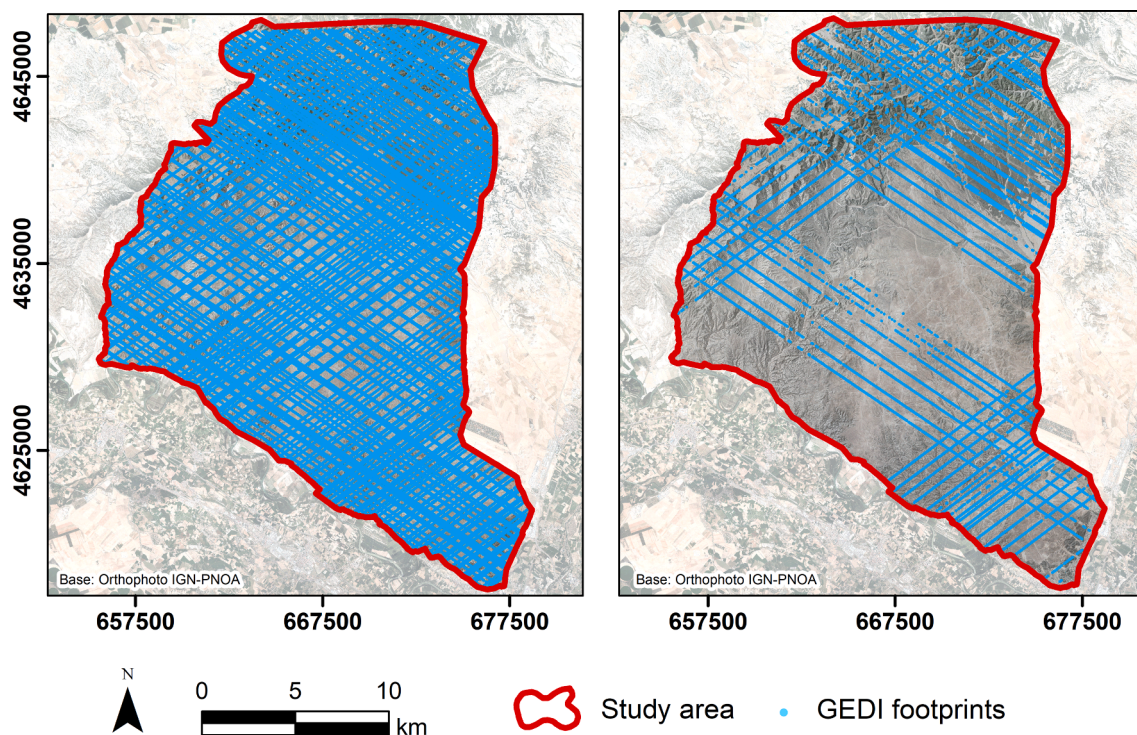 4645000
4635000
4625000
Base: Orthophoto IGN-PNOA
Base: Orthophoto IGN-PNOA
657500 667500 677500
657500 667500 677500
N
0 5 10
km
Study area
GEDI footprints